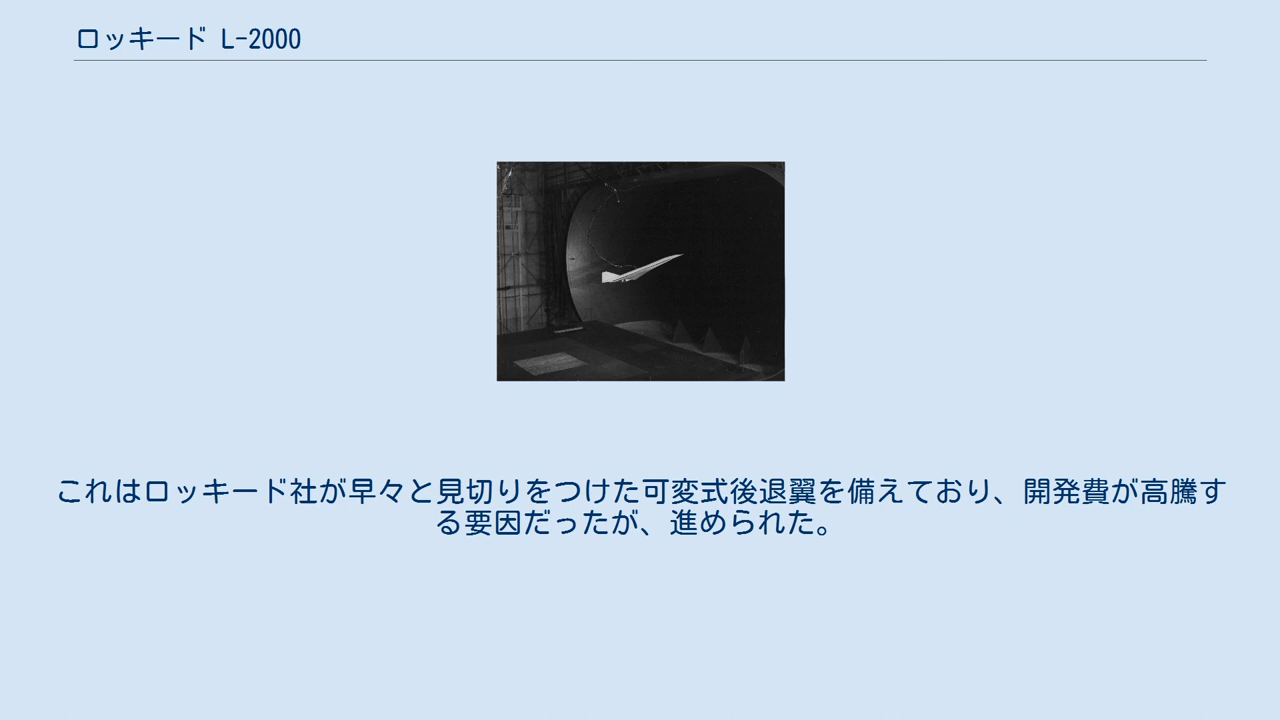 ロッキード L-2000
これはロッキード社が早々と見切りをつけた可変式後退翼を備えており、開発費が高騰す
る要因だったが、進められた。